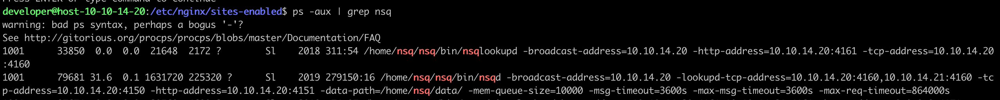 Press ENTER or type command to continue
developer@host-10-10-14-20:/etc/nginx/sites-enabled$ ps -aux | grep nsq
warning: bad ps syntax, perhaps a bogus '-'?
See http://gitorious.org/procps/procps/blobs/master/Documentation/FAQ
1001      33850  0.0  0.0  21648  2172 ?        Sl    2018 311:54 /home/nsq/nsq/bin/nsqlookupd -broadcast-address=10.10.14.20 -http-address=10.10.14.20:4161 -tcp-address=10.10.14.20
:4160
1001      79681 31.6  0.1 1631720 225320 ?      Sl    2019 279150:16 /home/nsq/nsq/bin/nsqd -broadcast-address=10.10.14.20 -lookupd-tcp-address=10.10.14.20:4160,10.10.14.21:4160 -tc
p-address=10.10.14.20:4150 -http-address=10.10.14.20:4151 -data-path=/home/nsq/data/ -mem-queue-size=10000 -msg-timeout=3600s -max-msg-timeout=3600s -max-req-timeout=864000s